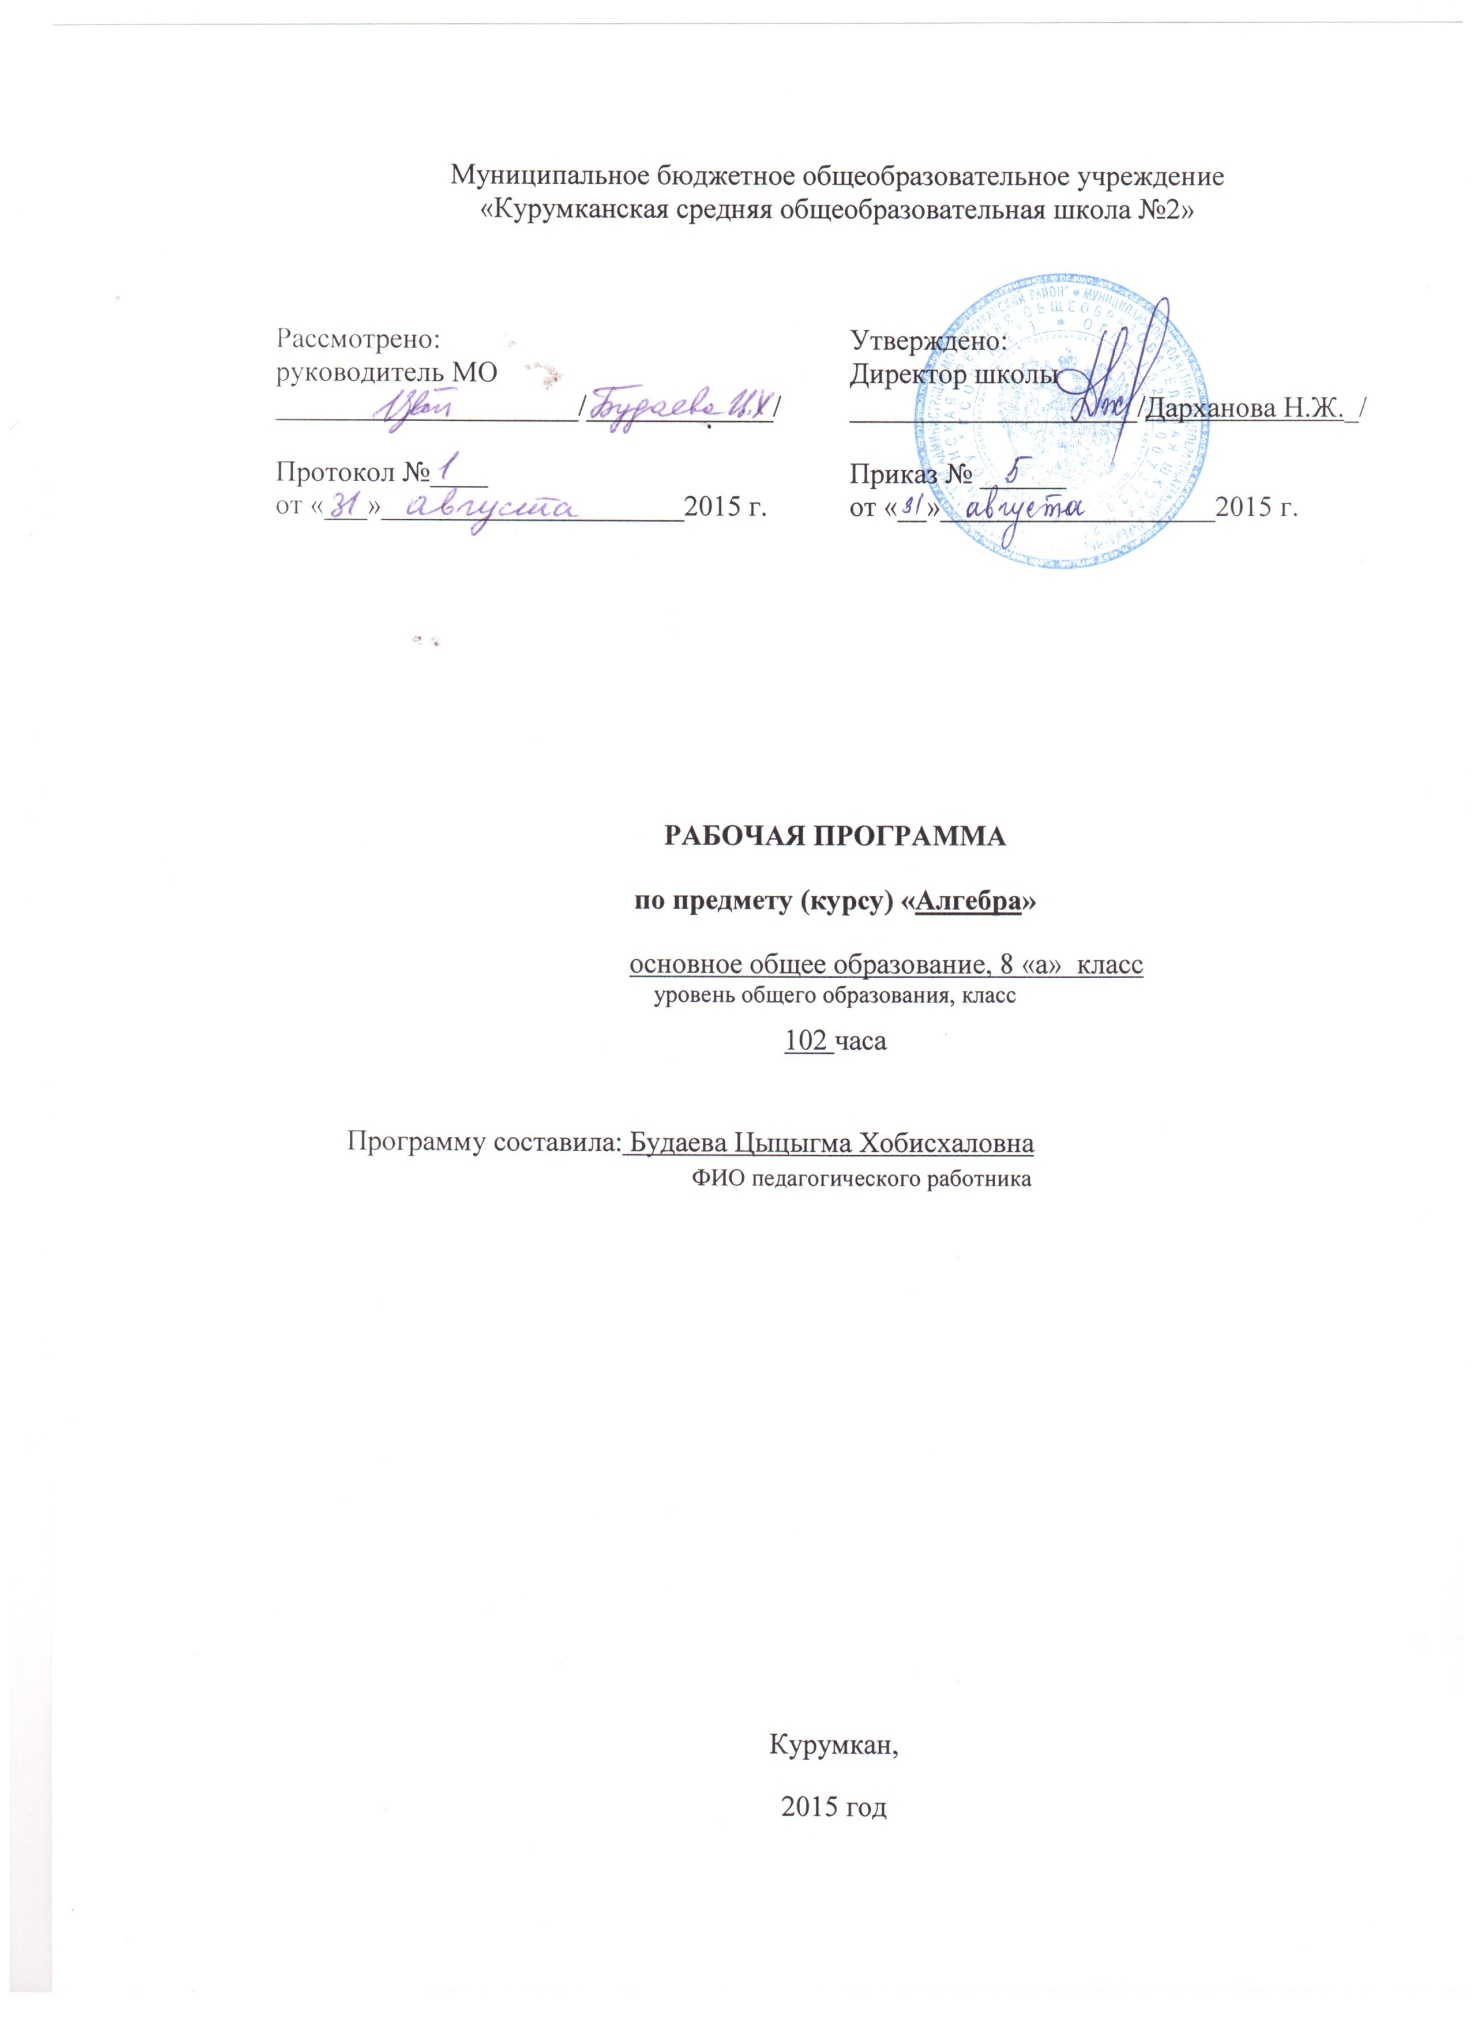 Муниципальное бюджетное общеобразовательное учреждение
«Курумканская средняя общеобразовательная школа №2»
Рассмотрено:
руководитель МО
/Будаева Ц.Х/
Протокол № 1
от «31» августа 2015 г.
Утверждено:
Директор школы
/Дарханова Н.Ж. /
Приказ № 5
от «31» августа 2015 г.
РАБОЧАЯ ПРОГРАММА
по предмету (курсу) «Алгебра»
основное общее образование, 8 «а» класс
уровень общего образования, класс
102 часа
Программу составила: Будаева Цыцыгма Хобисхаловна
ФИО педагогического работника
Курумкан,
2015 год